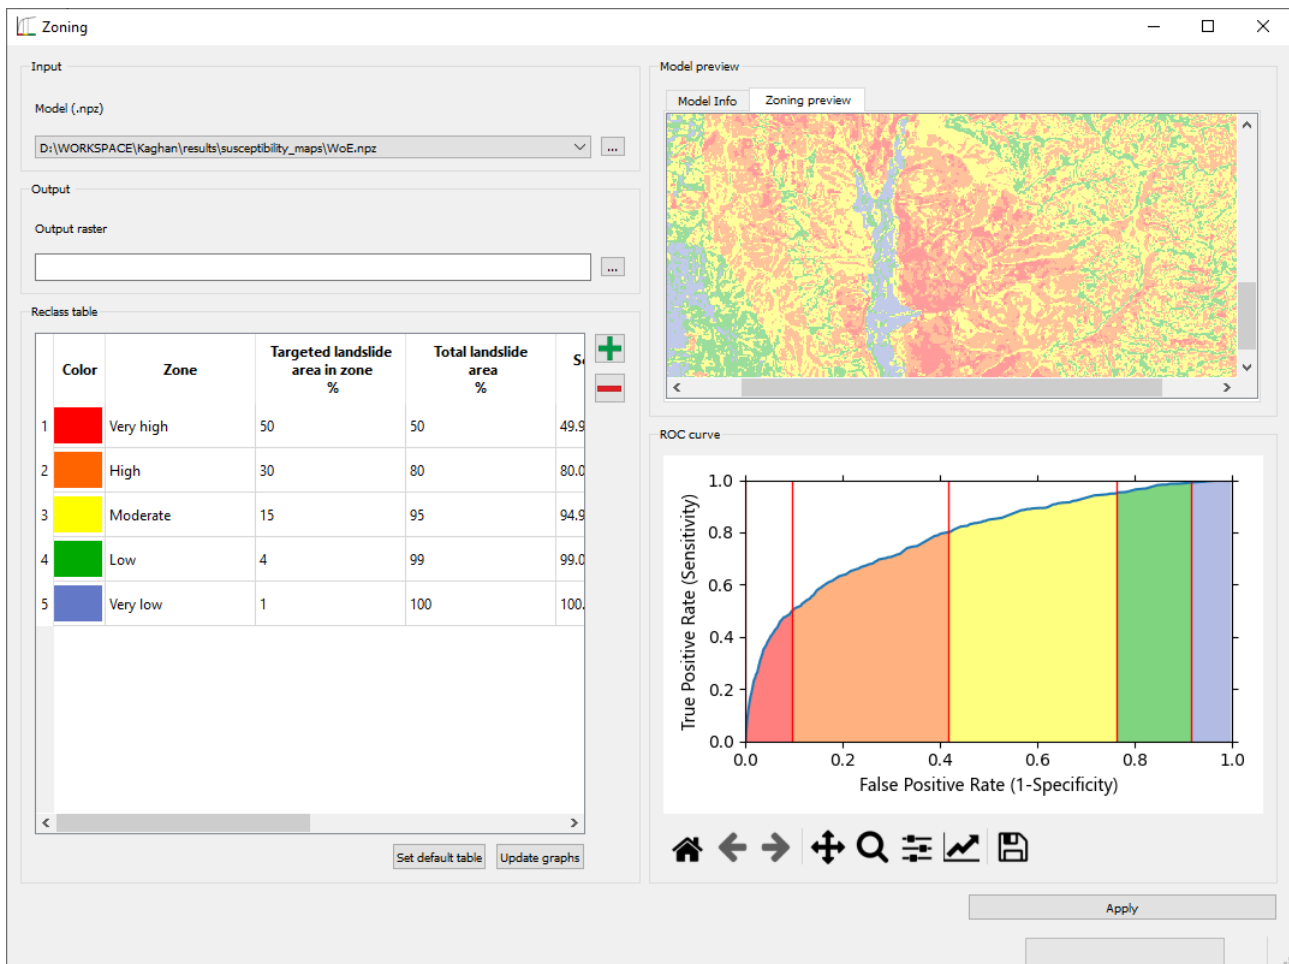 Zoning
Input
Model (.npz)
D:\WORKSPACE\Kaghan\results\susceptibility_maps\WoE.npz
...
Output
Output raster
...
Reclass table
Color
Zone
Targeted landslide
area in zone
%
Total landslide
area
%
1 Very high 50 50 49.9
2 High 30 80 80.0
3 Moderate 15 95 94.9
4 Low 4 99 99.0
5 Very low 1 100 100.
Set default table
Update graphs
Model preview
Model Info
Zoning preview
ROC curve
True Positive Rate (Sensitivity)
1.0
0.8
0.6
0.4
0.2
0.0
0.0 0.2 0.4 0.6 0.8 1.0
False Positive Rate (1-Specificity)
Apply